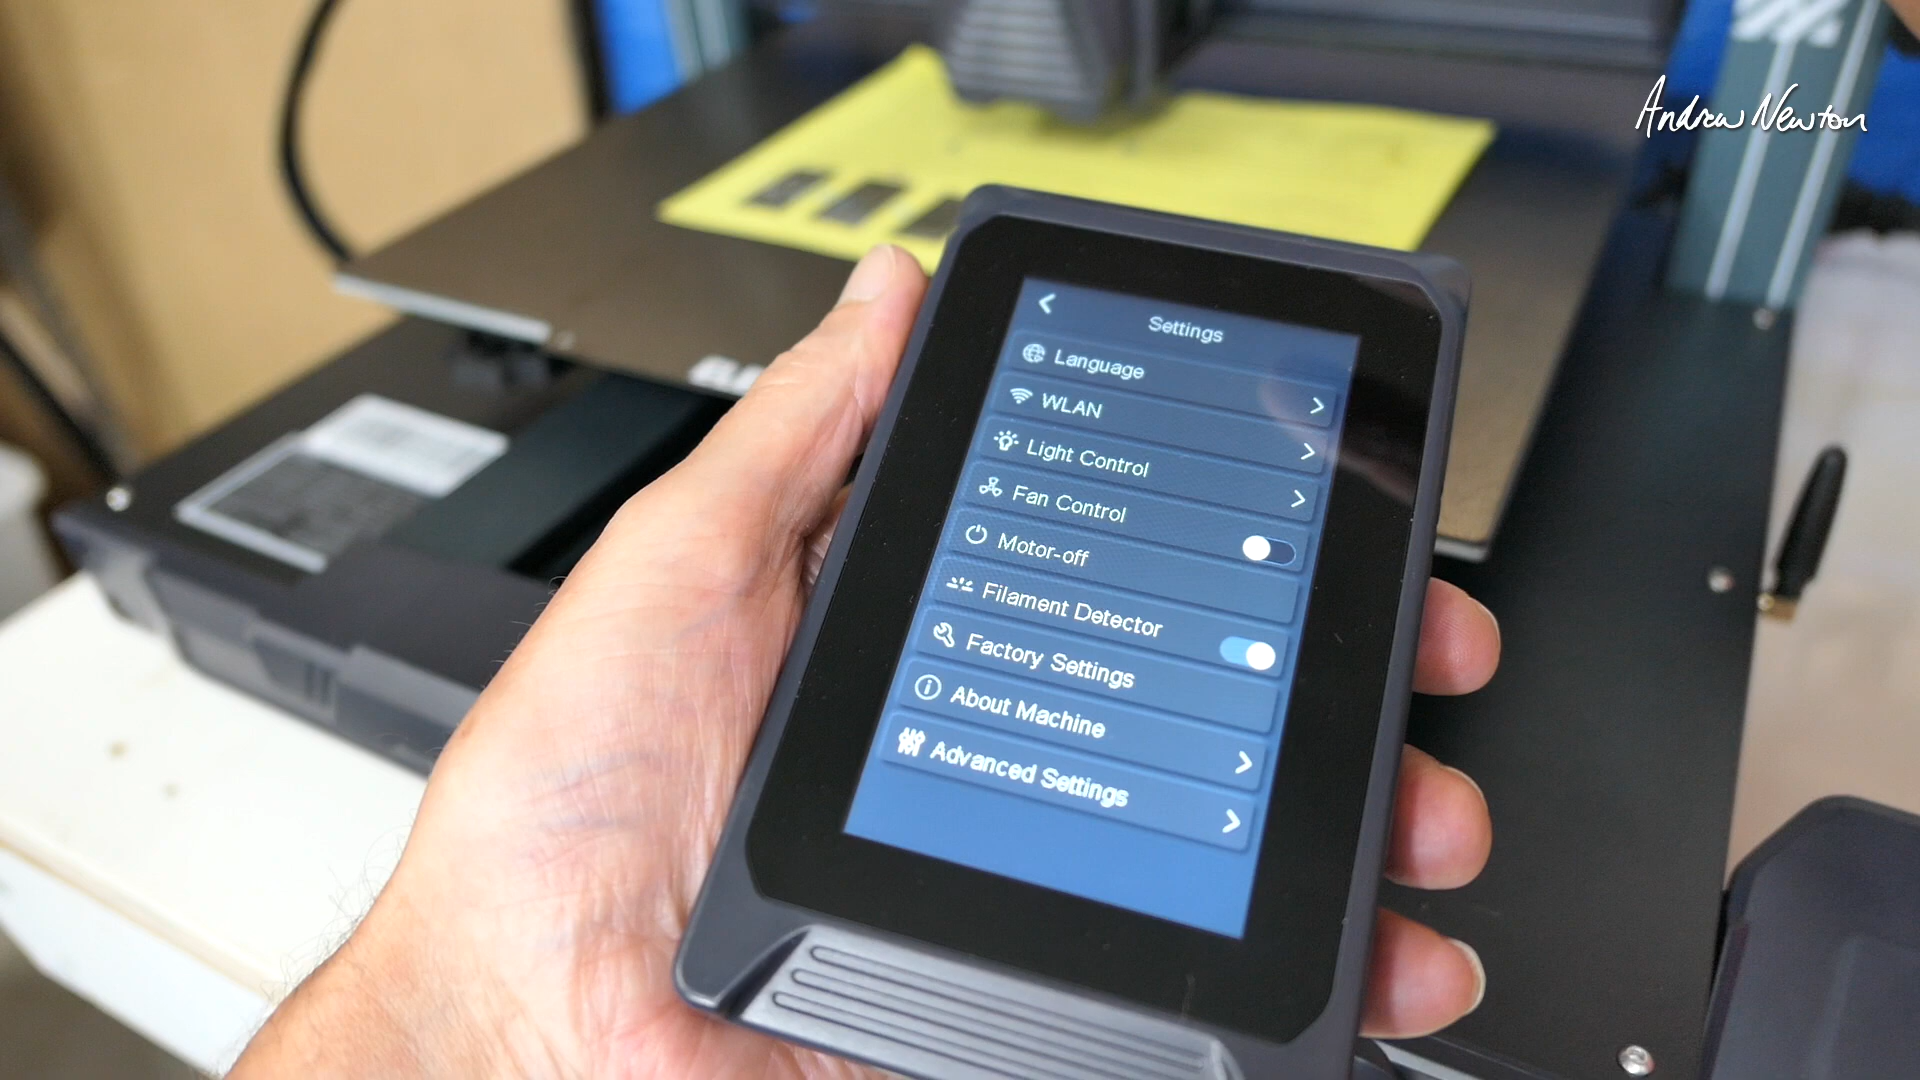 Andrew Newton
Settings
Language
WLAN
Light Control
Fan Control
Motor-off
Filament Detector
Factory Settings
About Machine
Advanced Settings